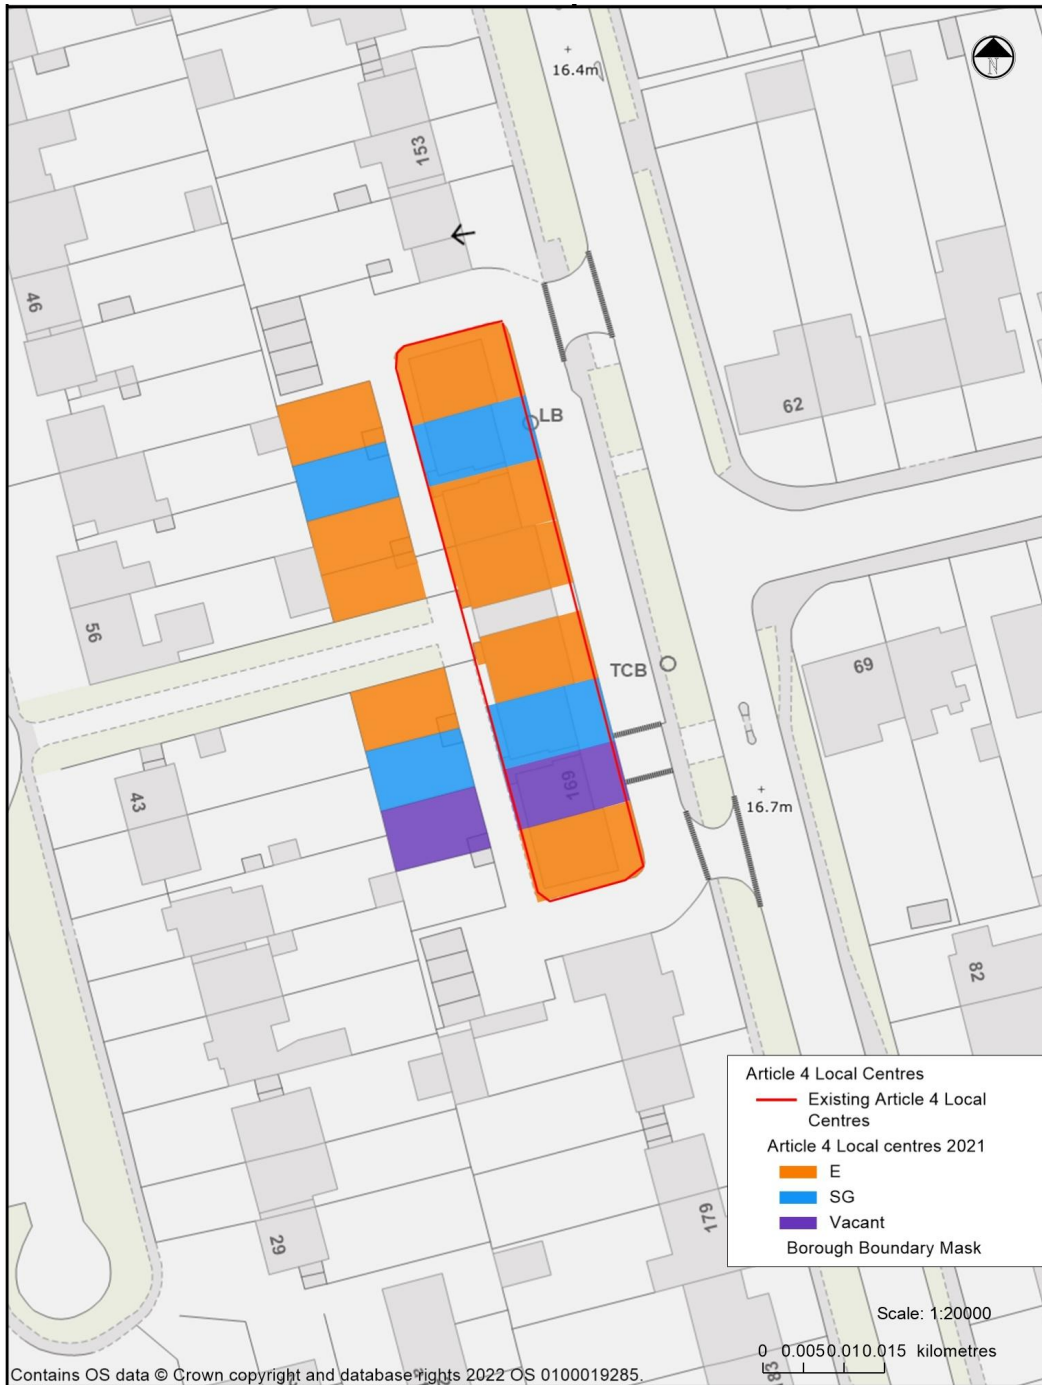 16.4m
N
153
46
LB
62
56
TCB
69
169
16.7m
43
82
Article 4 Local Centres
Existing Article 4 Local
Centres
Article 4 Local centres 2021
E
SG
Vacant
Borough Boundary Mask
179
29
Scale: 1:20000
0 0.0050.010.015 kilometres
183
Contains OS data © Crown copyright and database rights 2022 OS 0100019285.